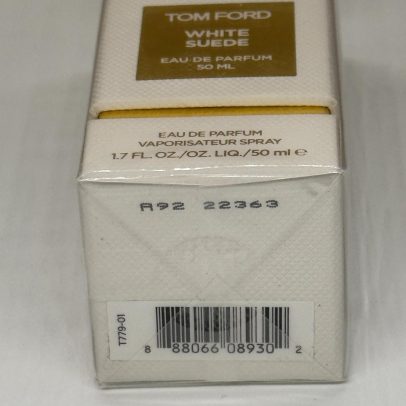 TOM FORD
WHITE
SUEDE
EAU DE PARFUM
50 ML
EAU DE PARFUM
VAPORISATEUR SPRAY
1.7 FL. OZ./OZ. LIQ./50 ml e
A92 22363
T779-01
8 88066 08930 2